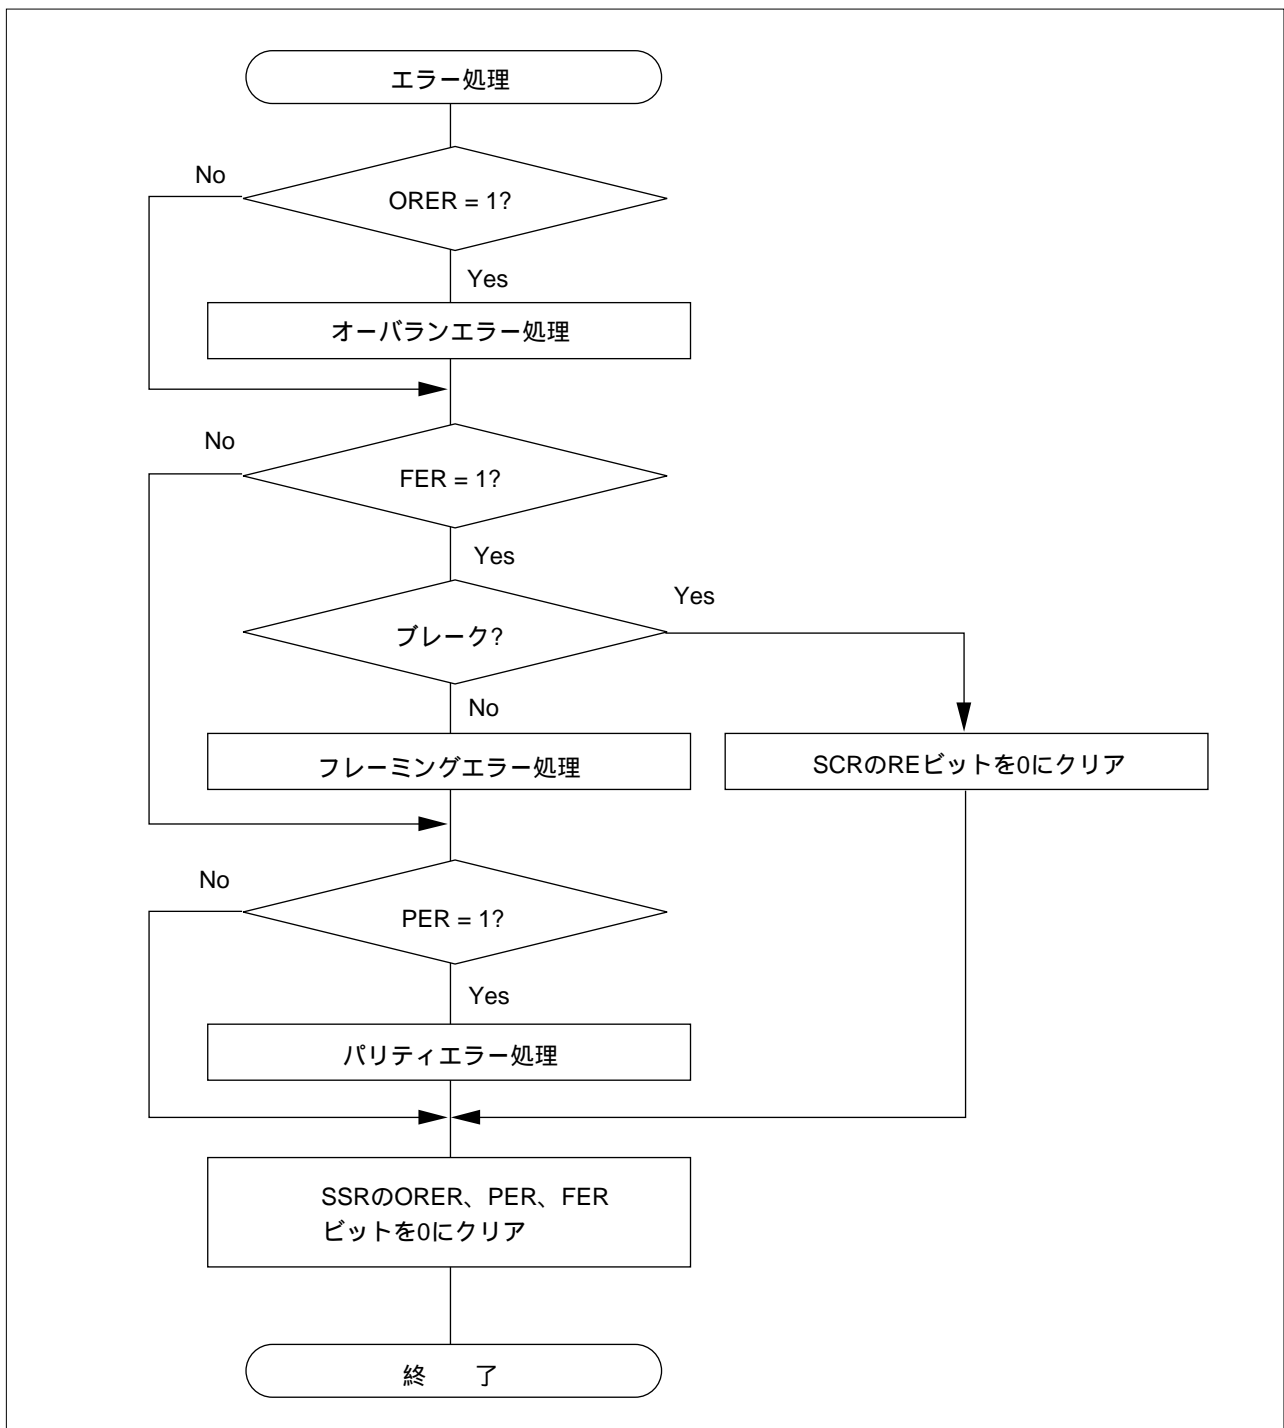 エラー処理
No
ORER = 1?
Yes
オーバランエラー処理
No
FER = 1?
Yes
ブレーク?
Yes
No
フレーミングエラー処理
SCRのREビットを0にクリア
No
PER = 1?
Yes
パリティエラー処理
SSRのORER、PER、FER
ビットを0にクリア
終　了